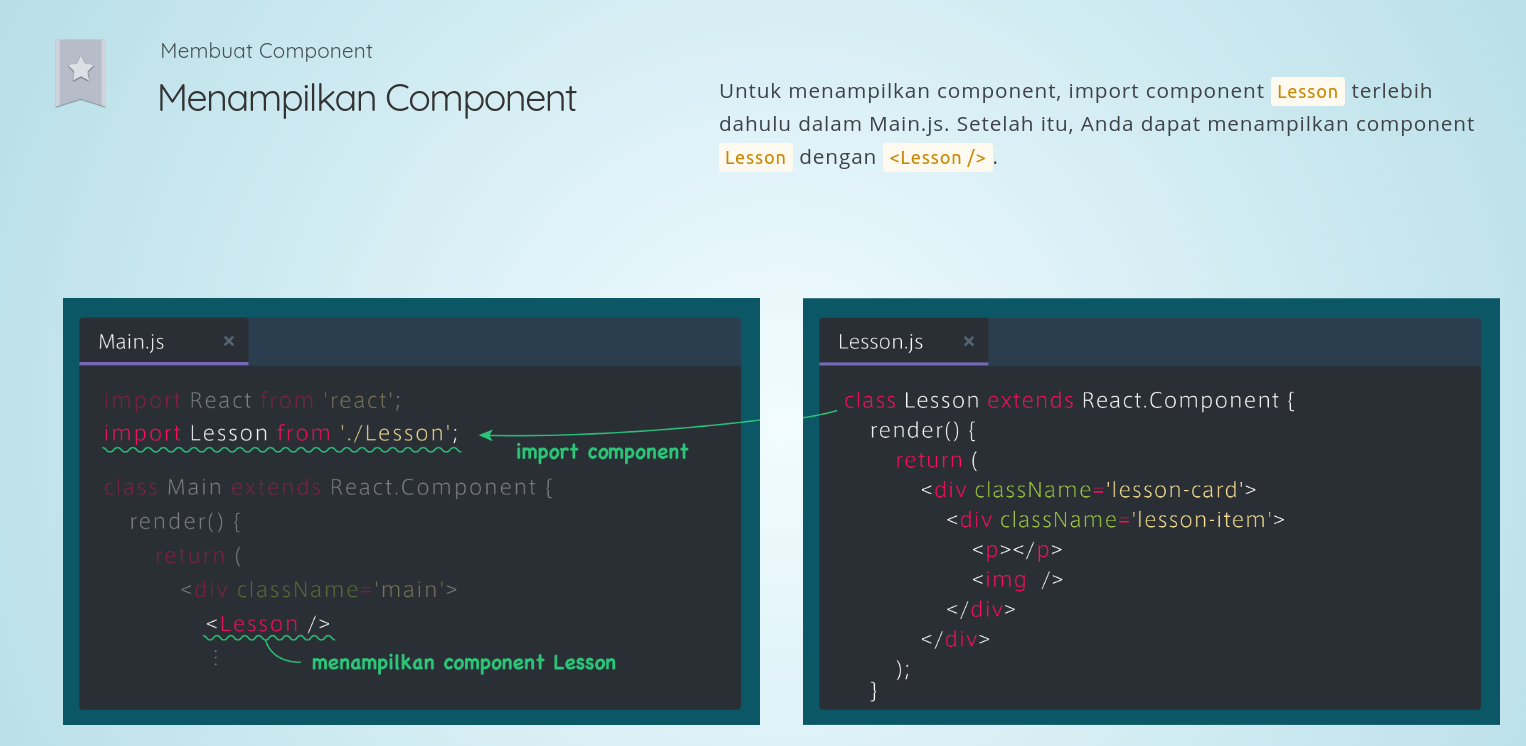 Membuat Component
Menampilkan Component
Untuk menampilkan component, import component Lesson terlebih
dahulu dalam Main.js. Setelah itu, Anda dapat menampilkan component
Lesson dengan <Lesson />.
Main.js ×
import React from 'react';
import Lesson from './Lesson';
import component
class Main extends React.Component {
render() {
return (
<div className='main'>
<Lesson />
⋮
menampilkan component Lesson
Lesson.js ×
class Lesson extends React.Component {
render() {
return (
<div className='lesson-card'>
<div className='lesson-item'>
<p></p>
<img />
</div>
</div>
);
}